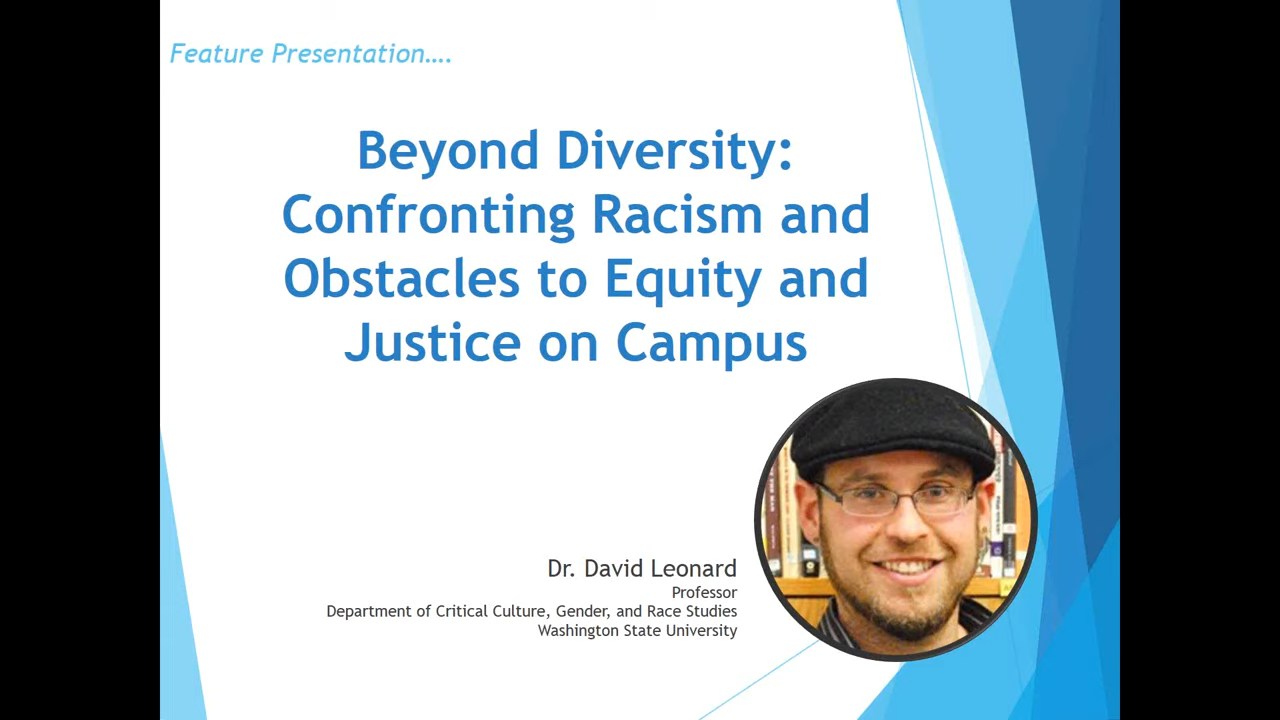 Feature Presentation....
Beyond Diversity:
Confronting Racism and
Obstacles to Equity and
Justice on Campus
Dr. David Leonard
Professor
Department of Critical Culture, Gender, and Race Studies
Washington State University